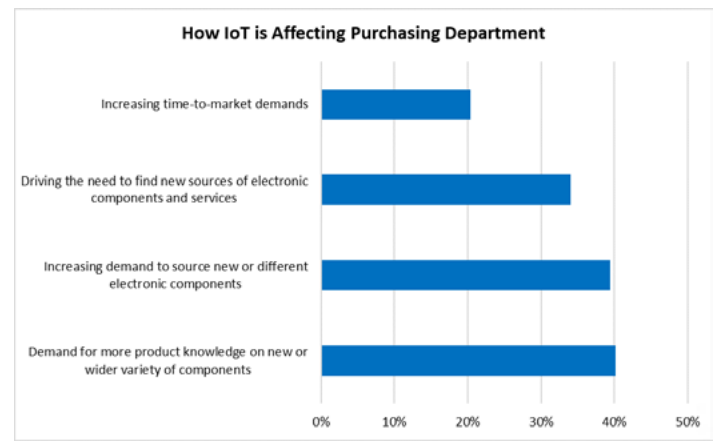 How IoT is Affecting Purchasing Department
Increasing time-to-market demands
Driving the need to find new sources of electronic
components and services
Increasing demand to source new or different
electronic components
Demand for more product knowledge on new or
wider variety of components
0% 10% 20% 30% 40% 50%